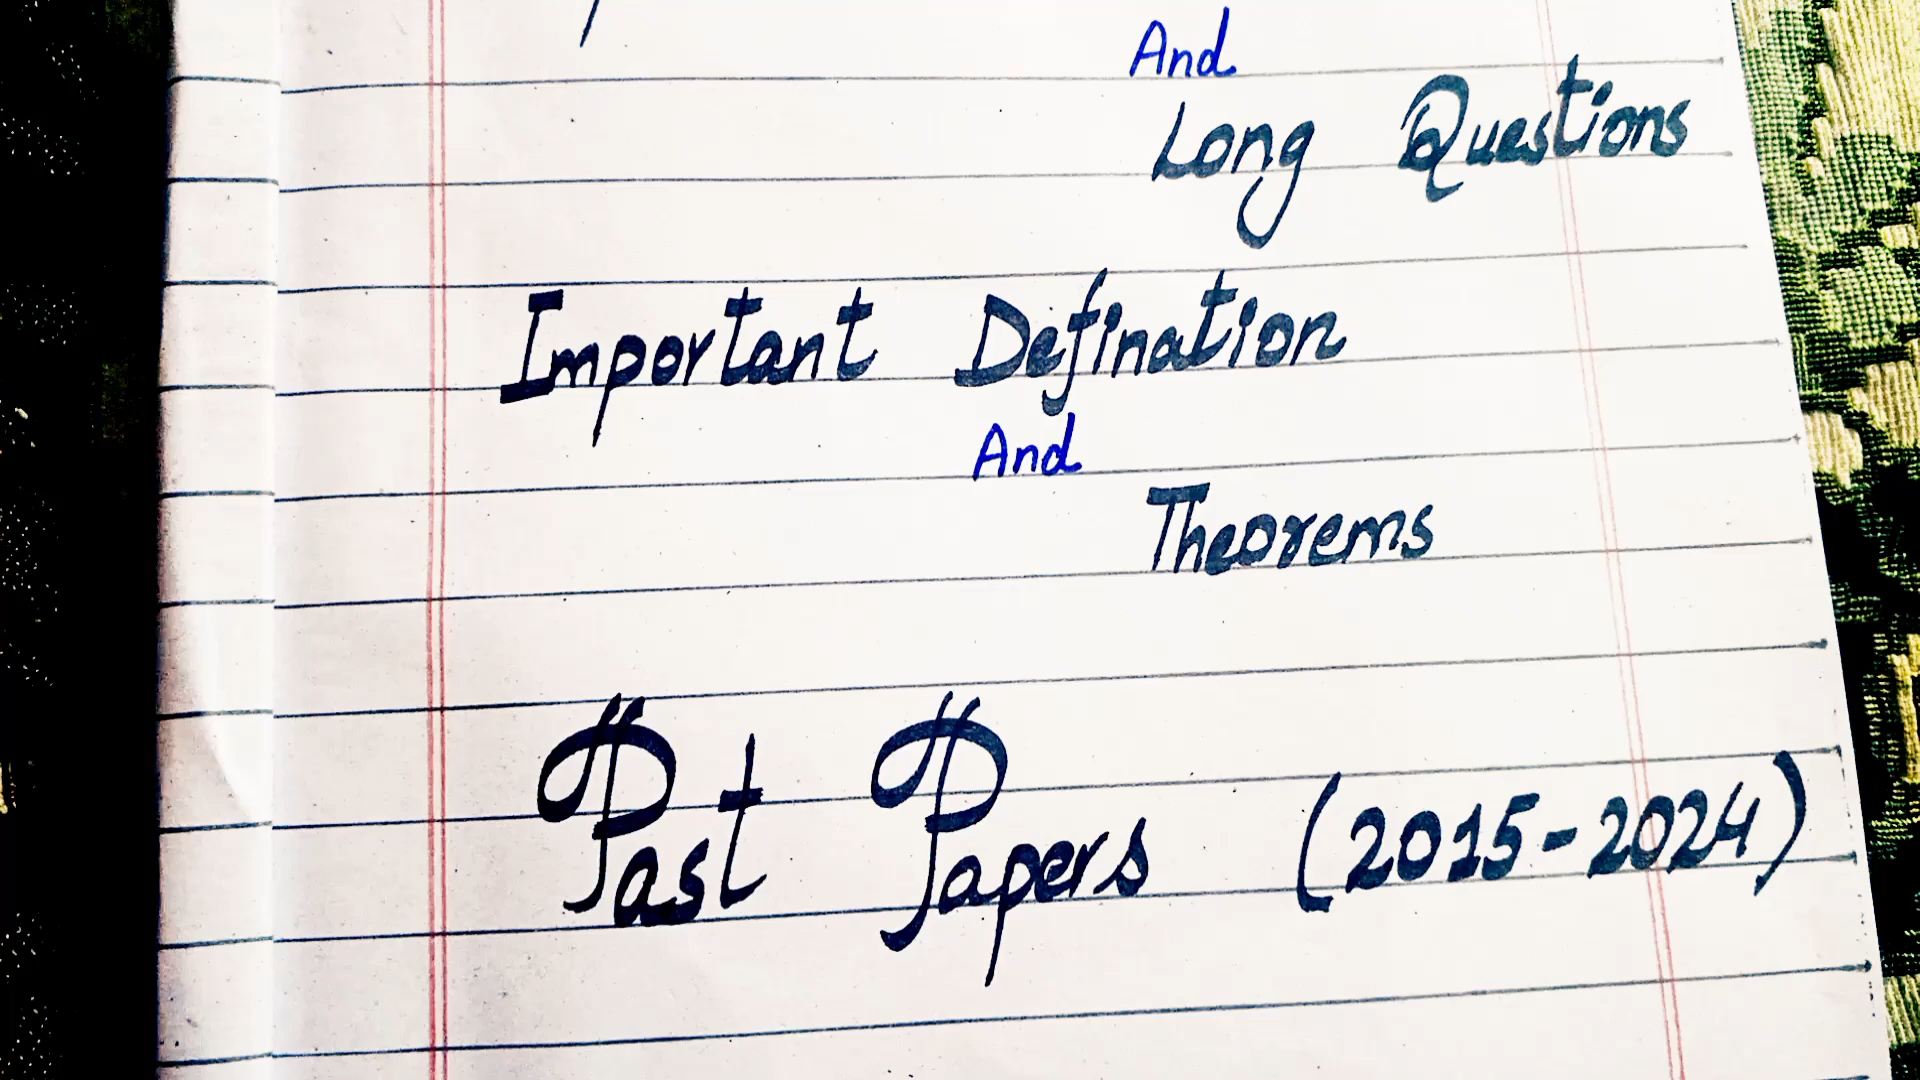 And
Long Questions
Important Defination
And
Theorems
Past Papers (2015-2024)